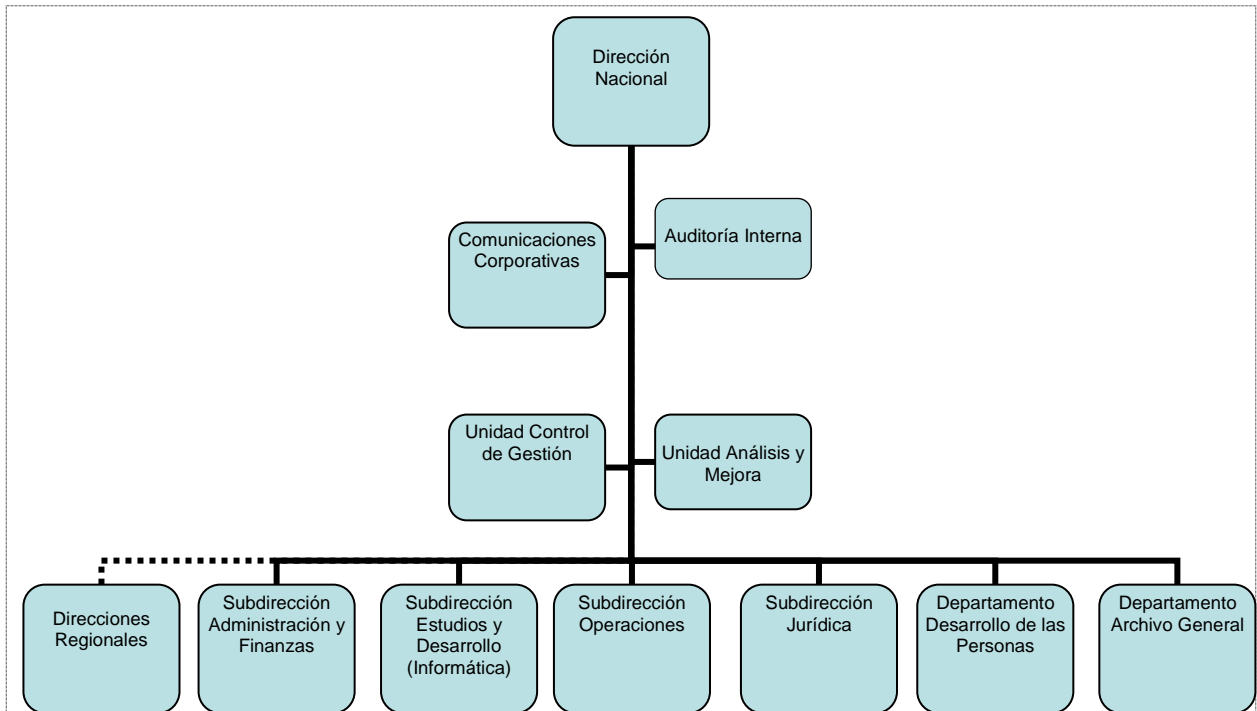 Dirección
Nacional
Auditoría Interna
Comunicaciones
Corporativas
Unidad Control
de Gestión
Unidad Análisis y
Mejora
Direcciones
Regionales
Subdirección
Administración y
Finanzas
Subdirección
Estudios y
Desarrollo
(Informática)
Subdirección
Operaciones
Subdirección
Jurídica
Departamento
Desarrollo de las
Personas
Departamento
Archivo General